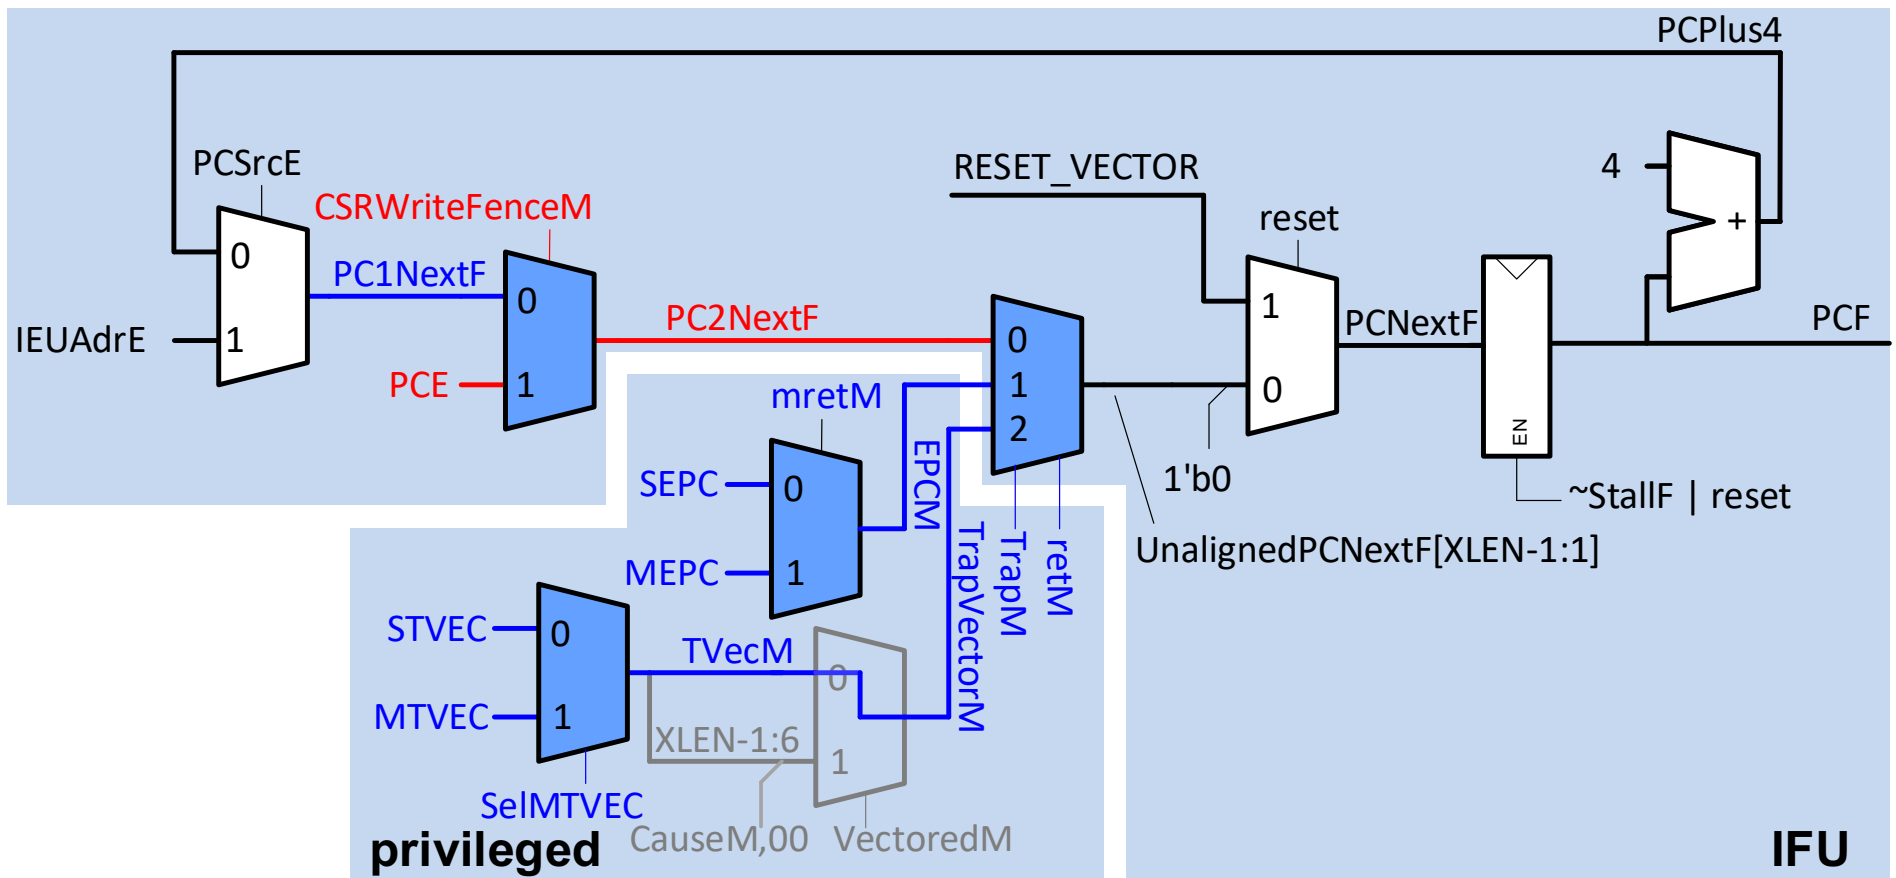 PCPlus4
PCSrcE
RESET_VECTOR
4
CSRWriteFenceM
reset
+
0
PC1NextF
0
1
PC2NextF
PCNextF
PCF
IEUAdrE
1
0
PCE
1
1
0
mretM
2
EN
EPCM
SEPC
0
1'b0
~StallF | reset
UnalignedPCNextF[XLEN-1:1]
TrapVectorM
TrapM
retM
MEPC
1
STVEC
0
TVecM
0
MTVEC
1
XLEN-1:6
1
SelMTVEC
CauseM,00
VectoredM
privileged
IFU